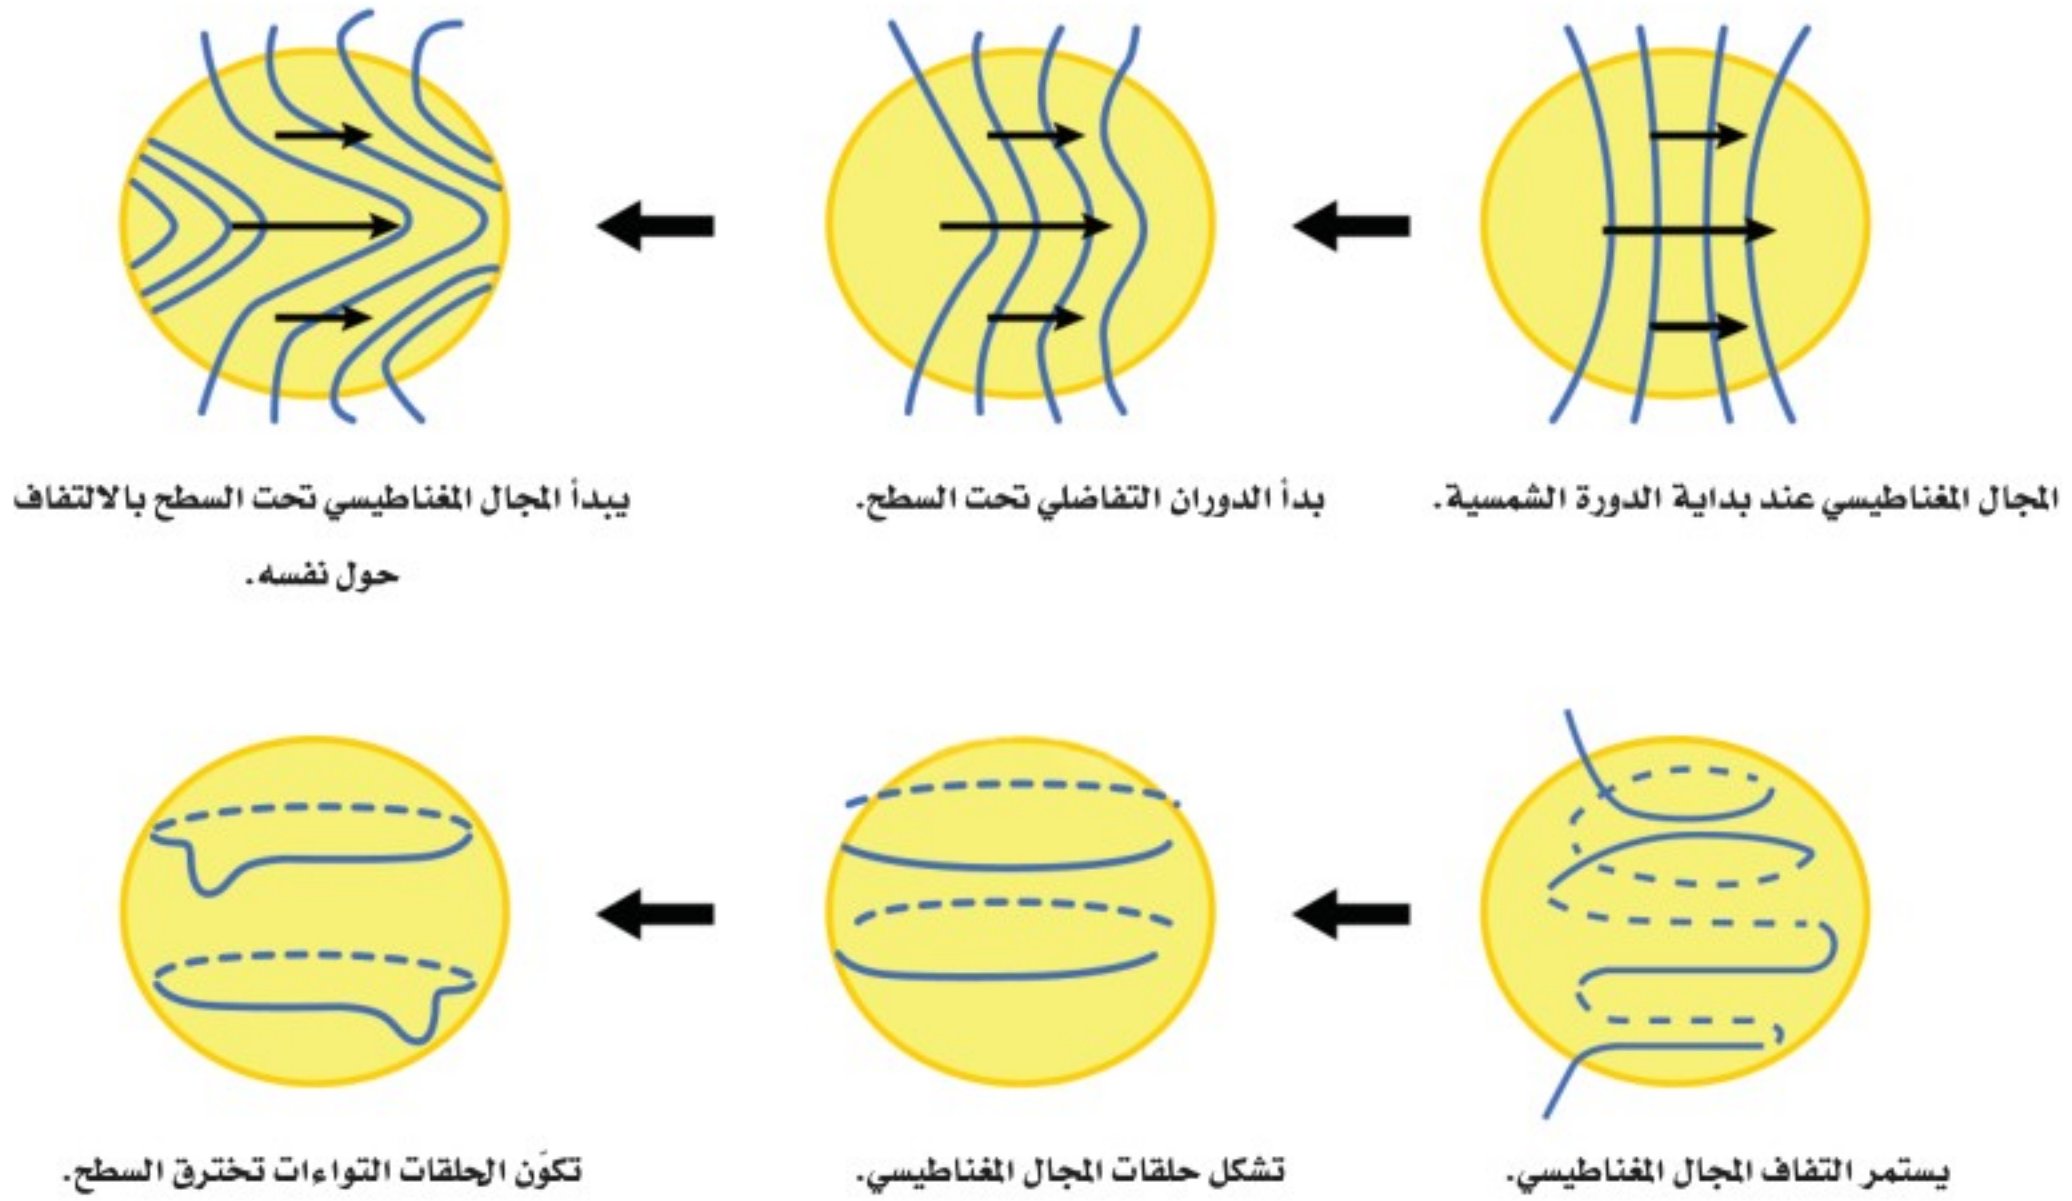 المجال المغناطيسي عند بداية الدورة الشمسية.
بدأ الدوران التفاضلي تحت السطح.
يبدأ المجال المغناطيسي تحت السطح بالالتفاف
حول نفسه.
يستمر التفاف المجال المغناطيسي.
تشكل حلقات المجال المغناطيسي.
تكوّن الحلقات التواءات تخترق السطح.